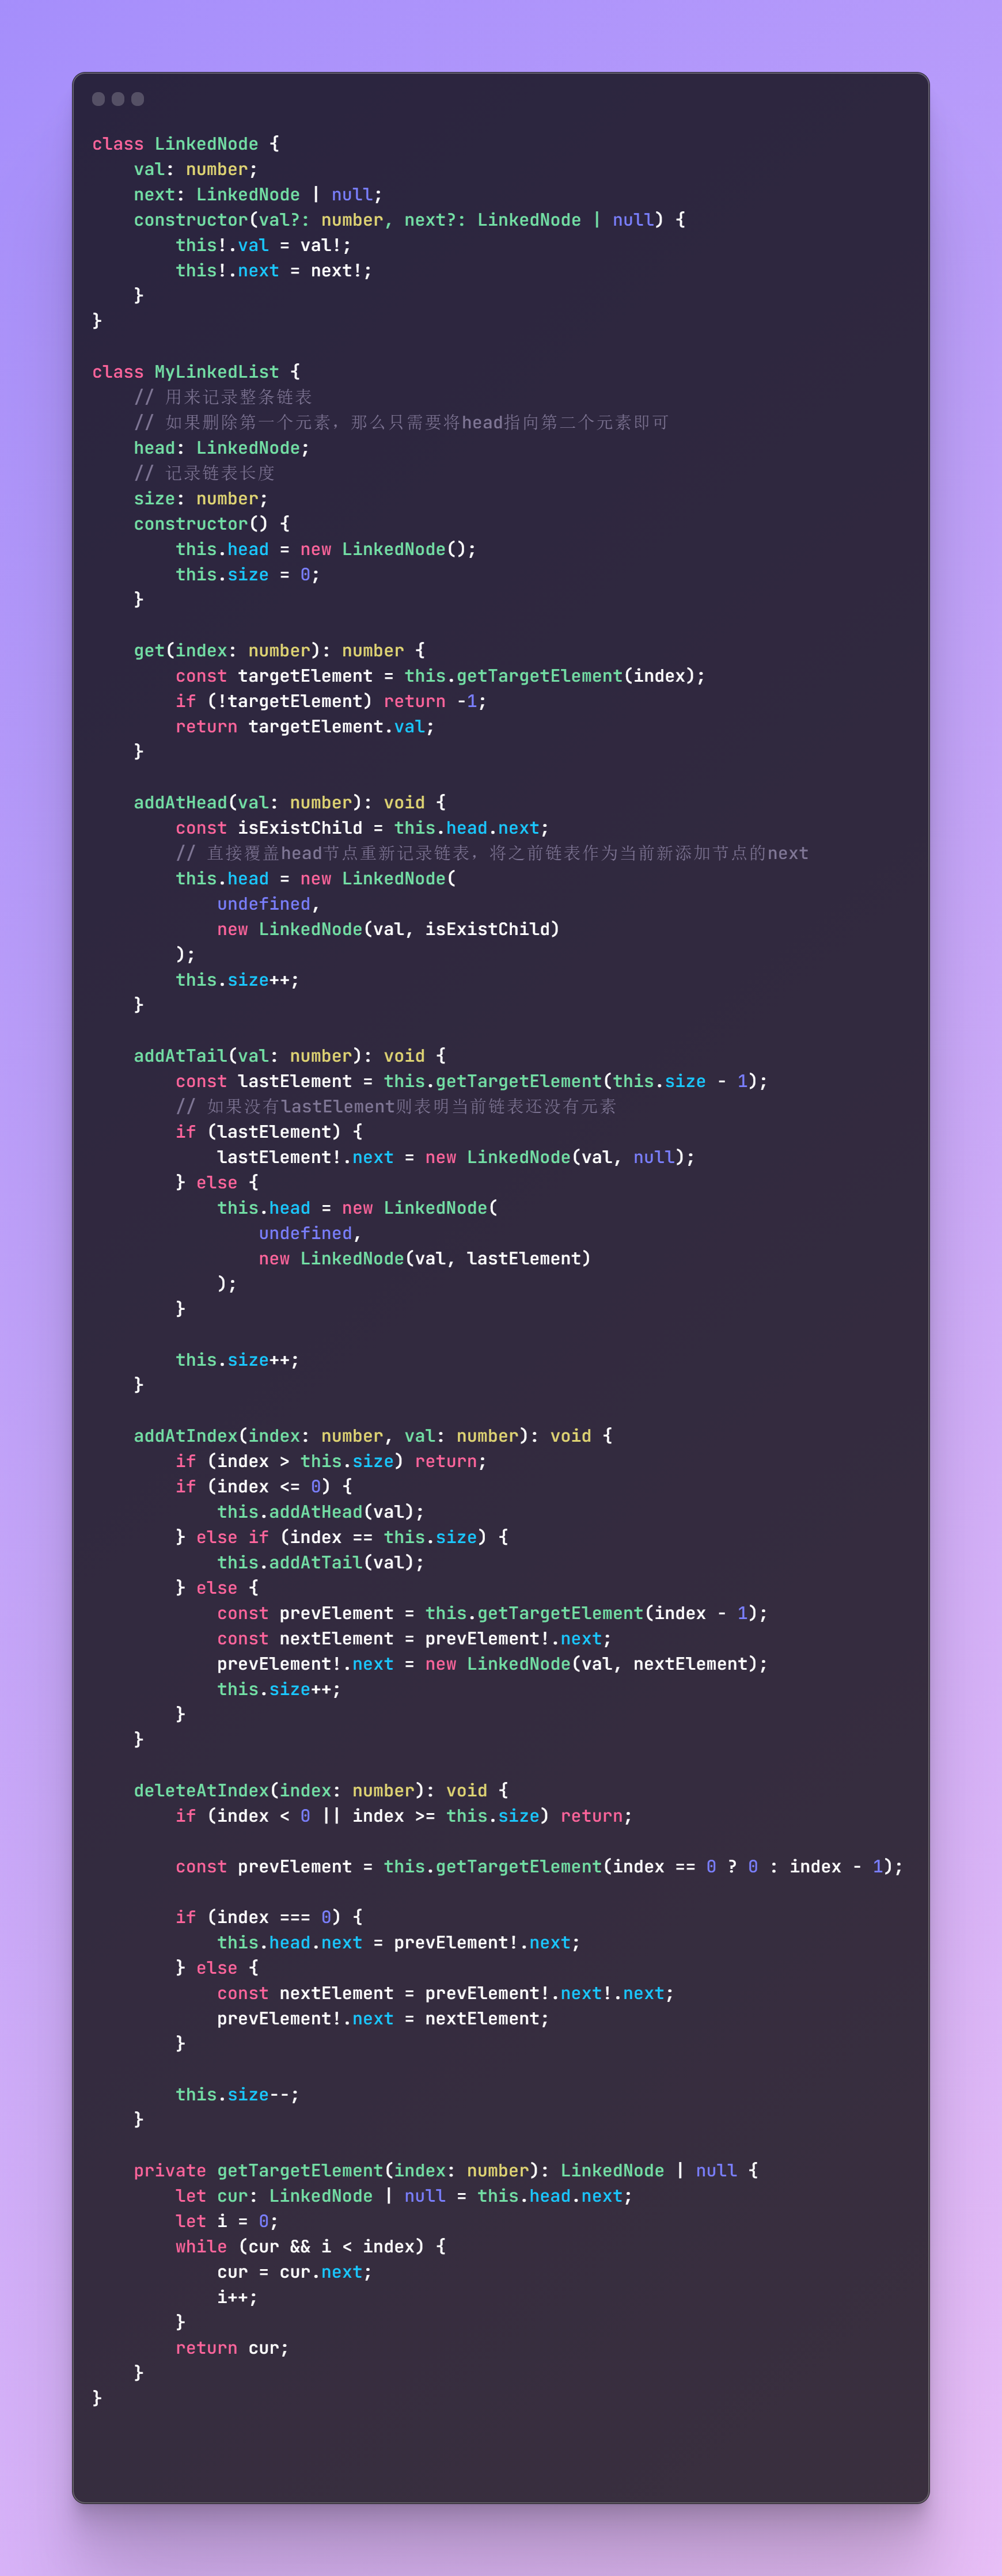 class LinkedNode {
    val: number;
    next: LinkedNode | null;
    constructor(val?: number, next?: LinkedNode | null) {
        this!.val = val!;
        this!.next = next!;
    }
}

class MyLinkedList {
    // 用来记录整条链表
    // 如果删除第一个元素，那么只需要将head指向第二个元素即可
    head: LinkedNode;
    // 记录链表长度
    size: number;
    constructor() {
        this.head = new LinkedNode();
        this.size = 0;
    }

    get(index: number): number {
        const targetElement = this.getTargetElement(index);
        if (!targetElement) return -1;
        return targetElement.val;
    }

    addAtHead(val: number): void {
        const isExistChild = this.head.next;
        // 直接覆盖head节点重新记录链表，将之前链表作为当前新添加节点的next
        this.head = new LinkedNode(
            undefined,
            new LinkedNode(val, isExistChild)
        );
        this.size++;
    }

    addAtTail(val: number): void {
        const lastElement = this.getTargetElement(this.size - 1);
        // 如果没有lastElement则表明当前链表还没有元素
        if (lastElement) {
            lastElement!.next = new LinkedNode(val, null);
        } else {
            this.head = new LinkedNode(
                undefined,
                new LinkedNode(val, lastElement)
            );
        }

        this.size++;
    }

    addAtIndex(index: number, val: number): void {
        if (index > this.size) return;
        if (index <= 0) {
            this.addAtHead(val);
        } else if (index == this.size) {
            this.addAtTail(val);
        } else {
            const prevElement = this.getTargetElement(index - 1);
            const nextElement = prevElement!.next;
            prevElement!.next = new LinkedNode(val, nextElement);
            this.size++;
        }
    }

    deleteAtIndex(index: number): void {
        if (index < 0 || index >= this.size) return;

        const prevElement = this.getTargetElement(index == 0 ? 0 : index - 1);

        if (index === 0) {
            this.head.next = prevElement!.next;
        } else {
            const nextElement = prevElement!.next!.next;
            prevElement!.next = nextElement;
        }

        this.size--;
    }

    private getTargetElement(index: number): LinkedNode | null {
        let cur: LinkedNode | null = this.head.next;
        let i = 0;
        while (cur && i < index) {
            cur = cur.next;
            i++;
        }
        return cur;
    }
}